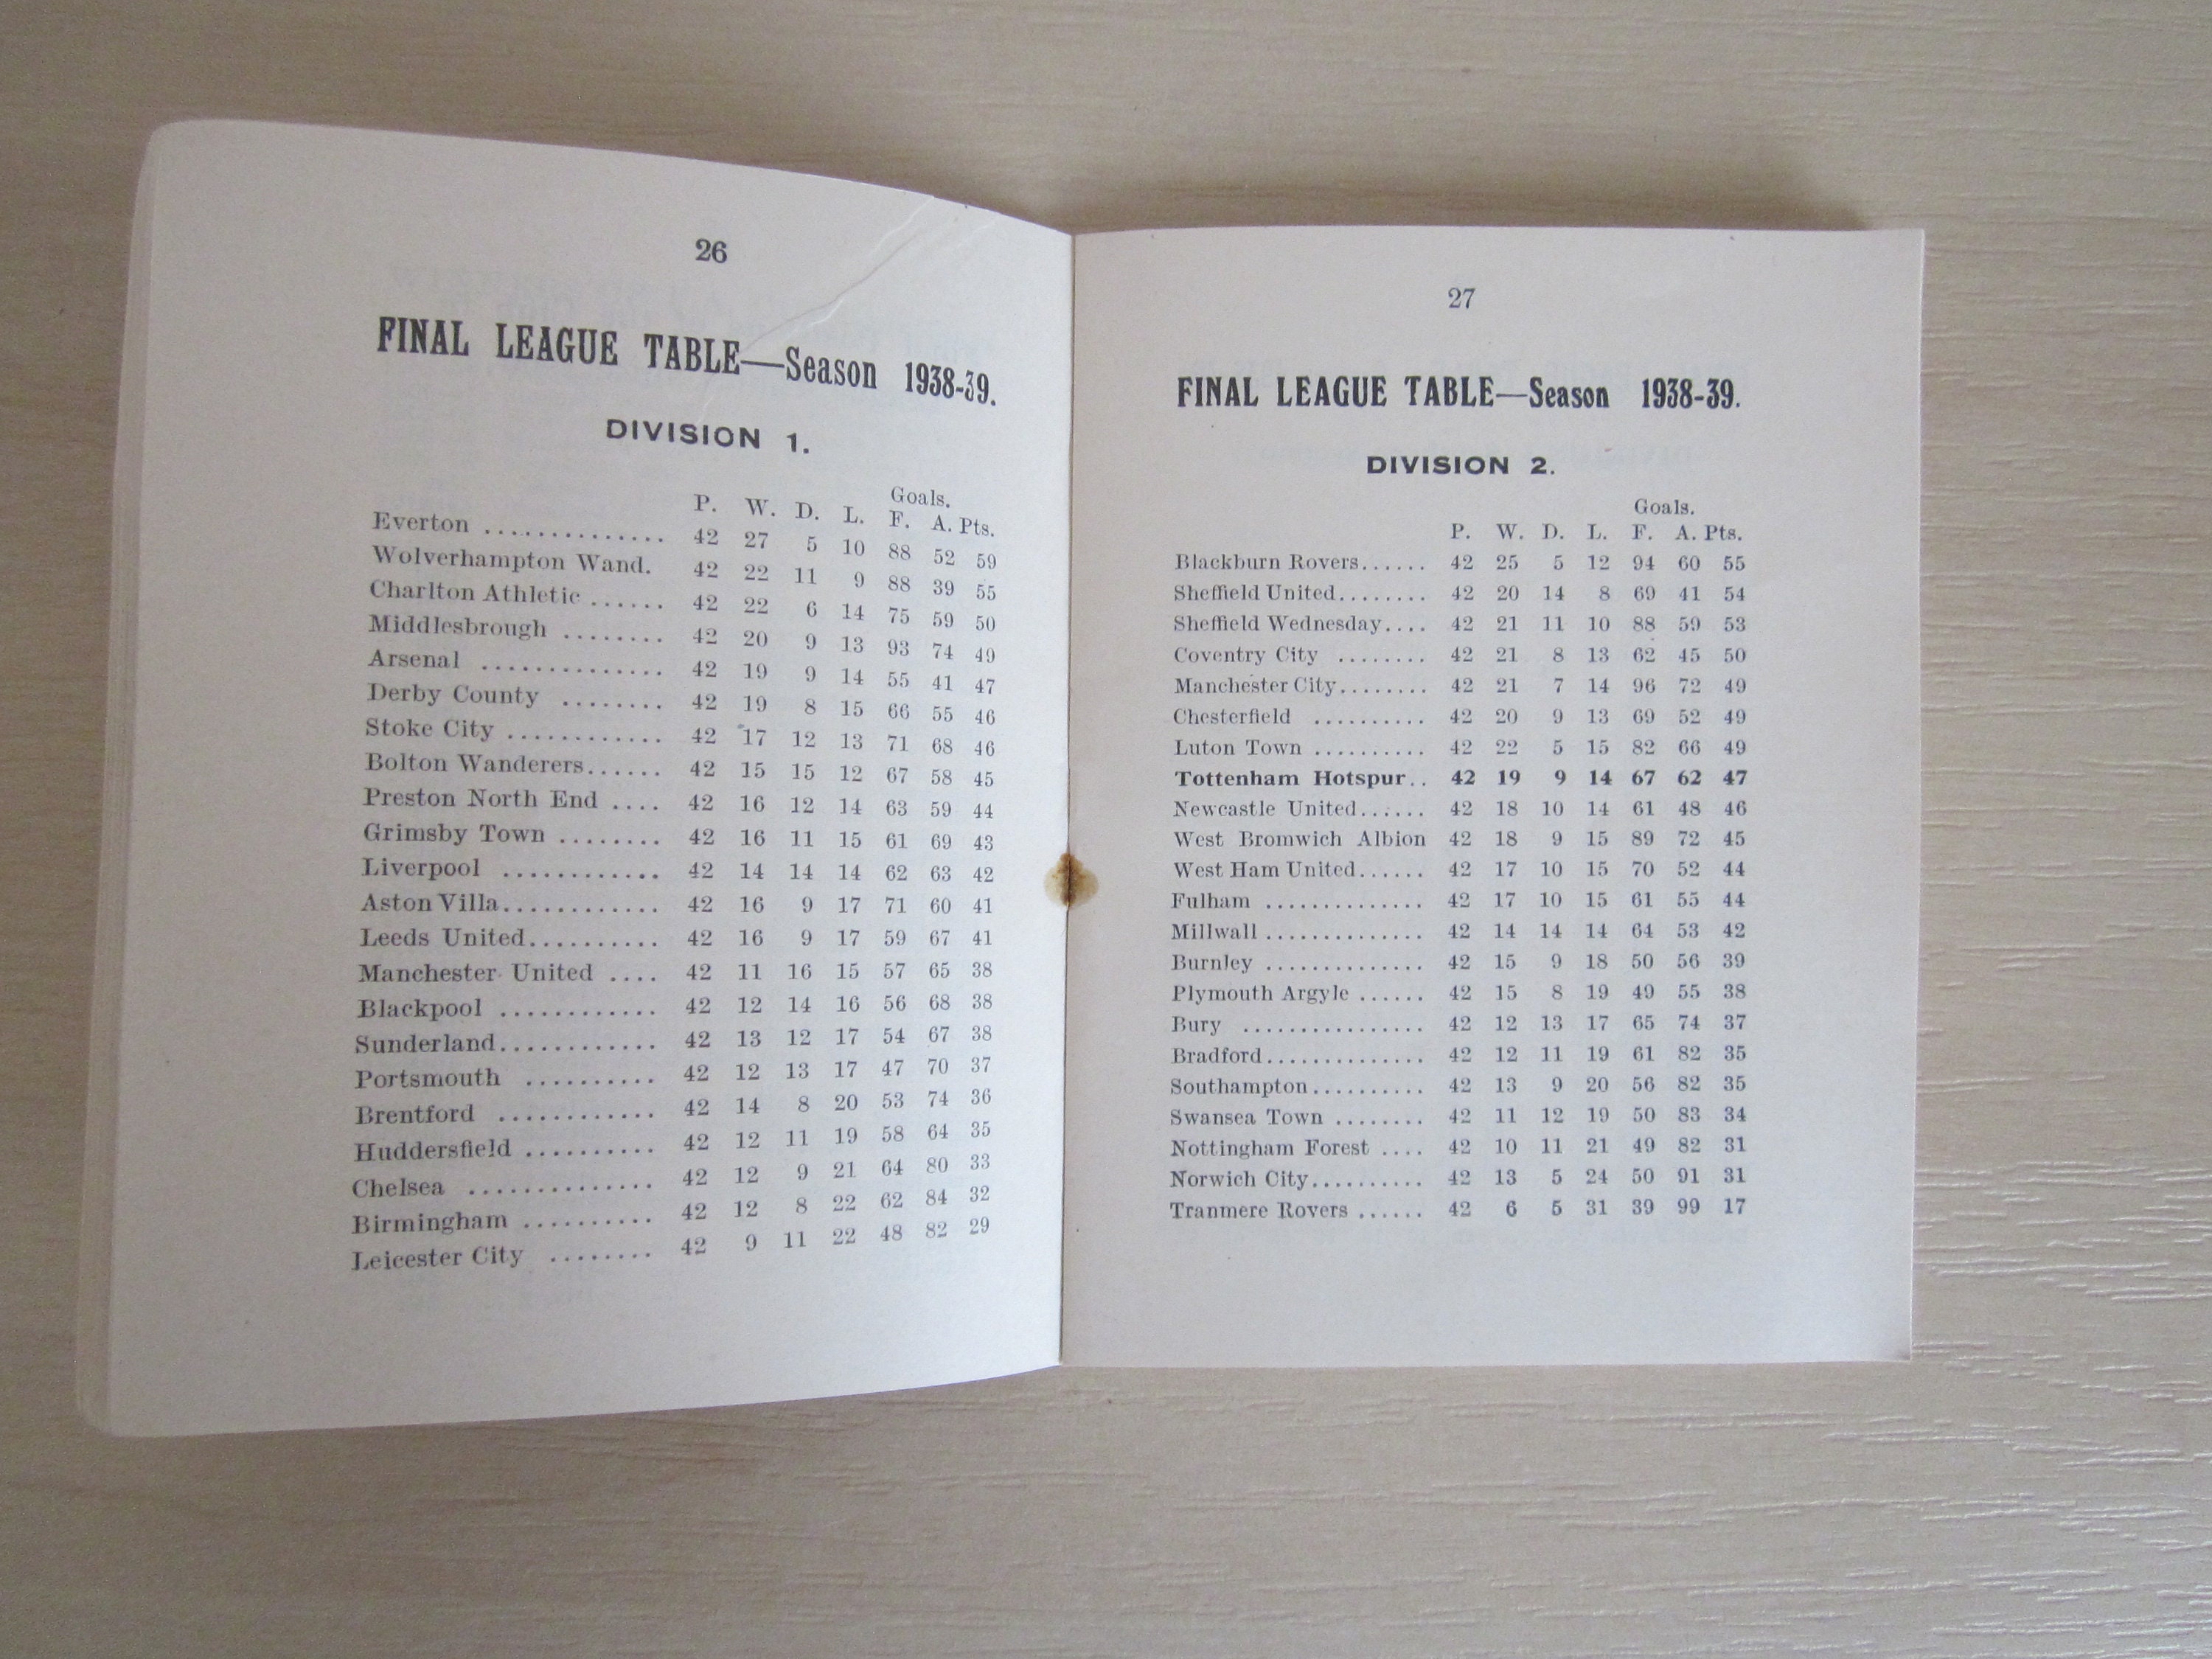 26
FINAL LEAGUE TABLE—Season 1938-39.
DIVISION 1.
Goals.
P. W. D. L. F. A. Pts.
Everton .............. 42 27 5 10 88 52 59
Wolverhampton Wand. 42 22 11 9 88 39 55
Charlton Athletic ...... 42 22 6 14 75 59 50
Middlesbrough ........ 42 20 9 13 93 74 49
Arsenal .............. 42 19 9 14 55 41 47
Derby County ........ 42 19 8 15 66 55 46
Stoke City ............ 42 17 12 13 71 68 46
Bolton Wanderers...... 42 15 15 12 67 58 45
Preston North End .... 42 16 12 14 63 59 44
Grimsby Town ........ 42 16 11 15 61 69 43
Liverpool ............ 42 14 14 14 62 63 42
Aston Villa............ 42 16 9 17 71 60 41
Leeds United.......... 42 16 9 17 59 67 41
Manchester United .... 42 11 16 15 57 65 38
Blackpool ............ 42 12 14 16 56 68 38
Sunderland............ 42 13 12 17 54 67 38
Portsmouth .......... 42 12 13 17 47 70 37
Brentford ............ 42 14 8 20 53 74 36
Huddersfield .......... 42 12 11 19 58 64 35
Chelsea .............. 42 12 9 21 64 80 33
Birmingham .......... 42 12 8 22 62 84 32
Leicester City ........ 42 9 11 22 48 82 29
27
FINAL LEAGUE TABLE—Season 1938-39.
DIVISION 2.
Goals.
P. W. D. L. F. A. Pts.
Blackburn Rovers...... 42 25 5 12 94 60 55
Sheffield United........ 42 20 14 8 69 41 54
Sheffield Wednesday.... 42 21 11 10 88 59 53
Coventry City ........ 42 21 8 13 62 45 50
Manchester City........ 42 21 7 14 96 72 49
Chesterfield .......... 42 20 9 13 69 52 49
Luton Town .......... 42 22 5 15 82 66 49
Tottenham Hotspur.. 42 19 9 14 67 62 47
Newcastle United...... 42 18 10 14 61 48 46
West Bromwich Albion 42 18 9 15 89 72 45
West Ham United...... 42 17 10 15 70 52 44
Fulham .............. 42 17 10 15 61 55 44
Millwall .............. 42 14 14 14 64 53 42
Burnley .............. 42 15 9 18 50 56 39
Plymouth Argyle ...... 42 15 8 19 49 55 38
Bury ................ 42 12 13 17 65 74 37
Bradford.............. 42 12 11 19 61 82 35
Southampton.......... 42 13 9 20 56 82 35
Swansea Town ........ 42 11 12 19 50 83 34
Nottingham Forest .... 42 10 11 21 49 82 31
Norwich City.......... 42 13 5 24 50 91 31
Tranmere Rovers ...... 42 6 5 31 39 99 17